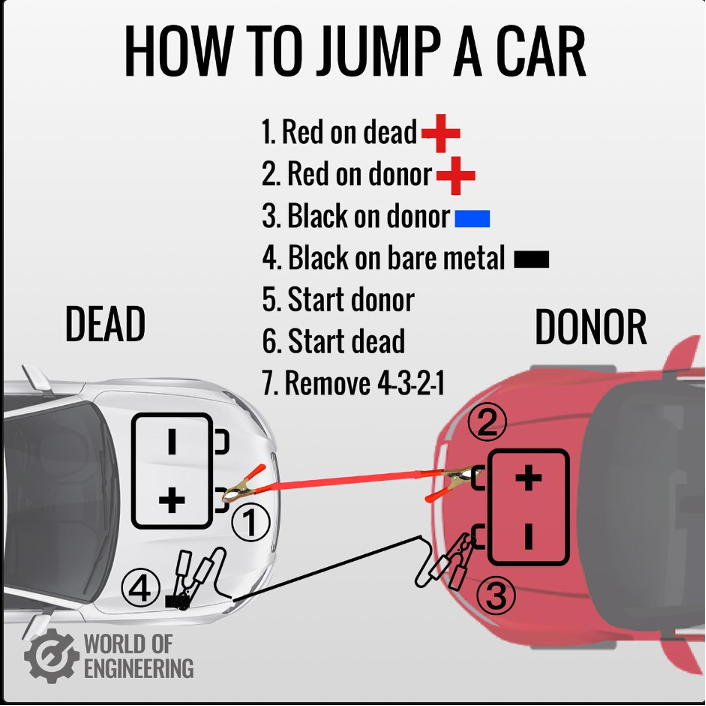 HOW TO JUMP A CAR
1. Red on dead +
2. Red on donor +
3. Black on donor -
4. Black on bare metal -
5. Start donor
6. Start dead
7. Remove 4-3-2-1
DEAD
DONOR
2
- +
+ -
1
4
3
WORLD OF
ENGINEERING